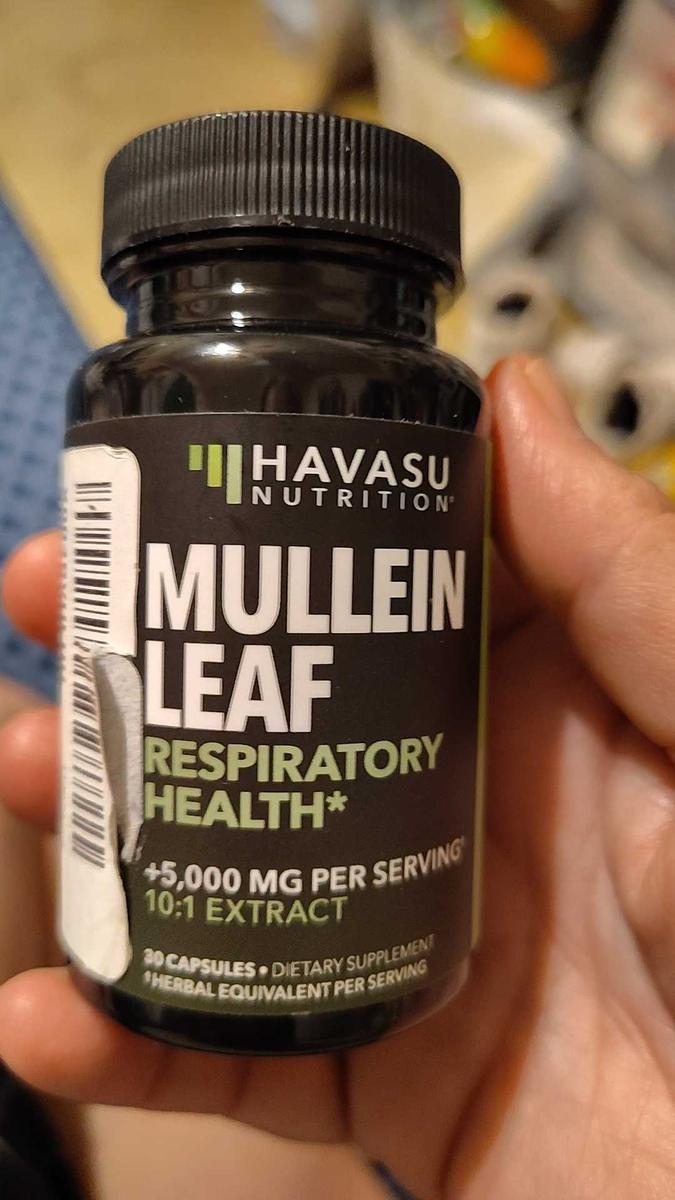 HAVASU
NUTRITION®
MULLEIN
LEAF
RESPIRATORY
HEALTH*
+5,000 MG PER SERVING†
10:1 EXTRACT
30 CAPSULES • DIETARY SUPPLEMENT
†HERBAL EQUIVALENT PER SERVING